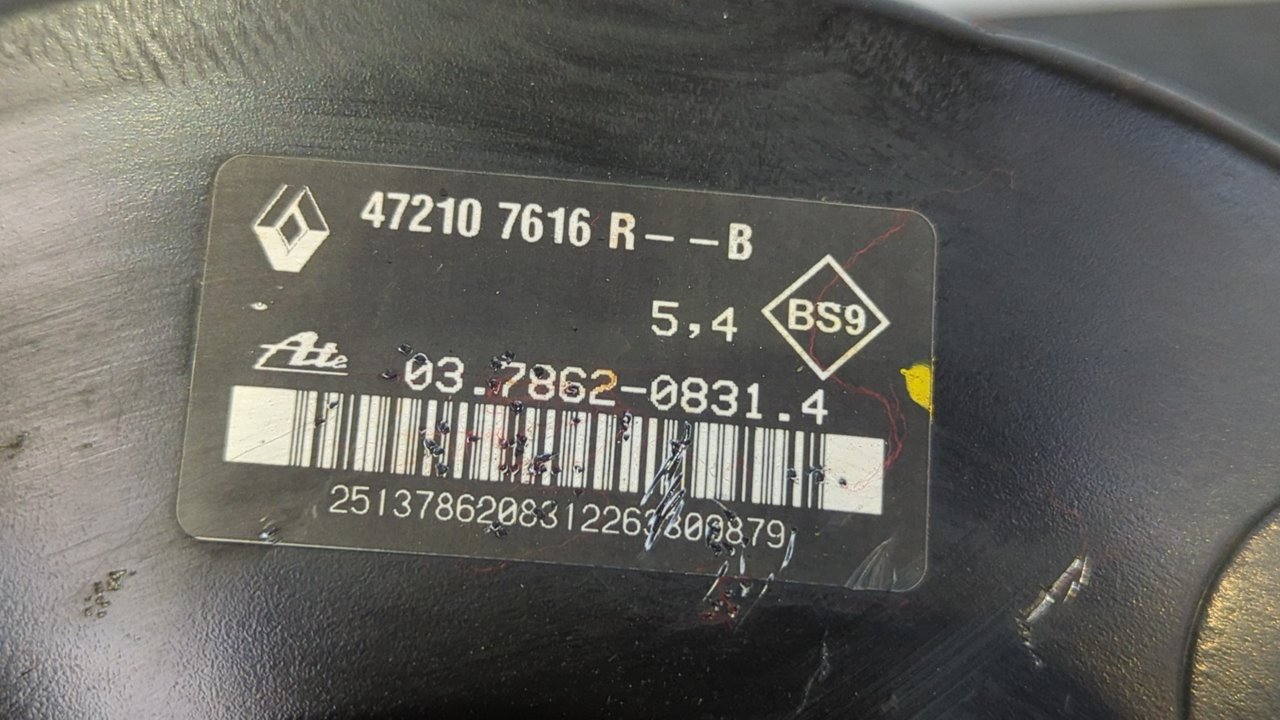 47210 7616 R--B
5,4
BS9
Ate
03.7862-0831.4